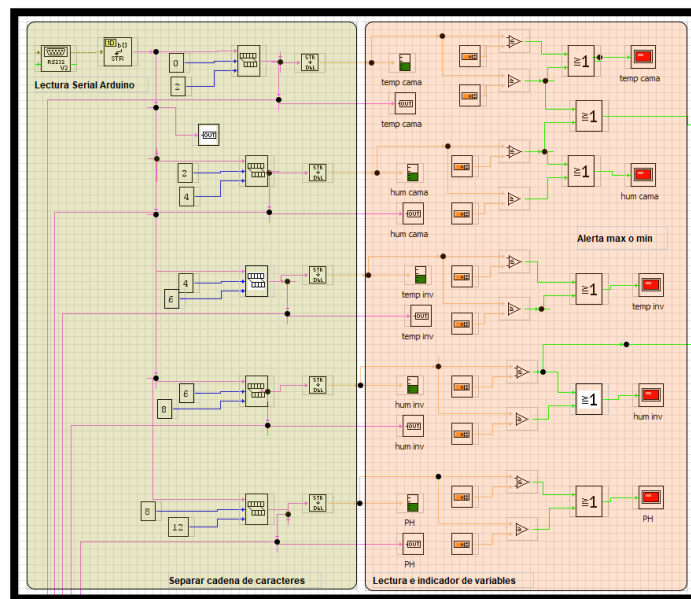 RS232
V2
b()
STR
Lectura Serial Arduino
0
2
STR
DBL
temp cama
OUT
temp cama
≥1
temp cama
OUT
≥1
2
4
STR
DBL
hum cama
OUT
hum cama
≥1
hum cama
Alerta max o min
4
6
STR
DBL
temp inv
OUT
temp inv
≥1
temp inv
6
8
STR
DBL
hum inv
OUT
hum inv
≥1
hum inv
8
12
STR
DBL
PH
OUT
PH
≥1
PH
Separar cadena de caracteres
Lectura e indicador de variables